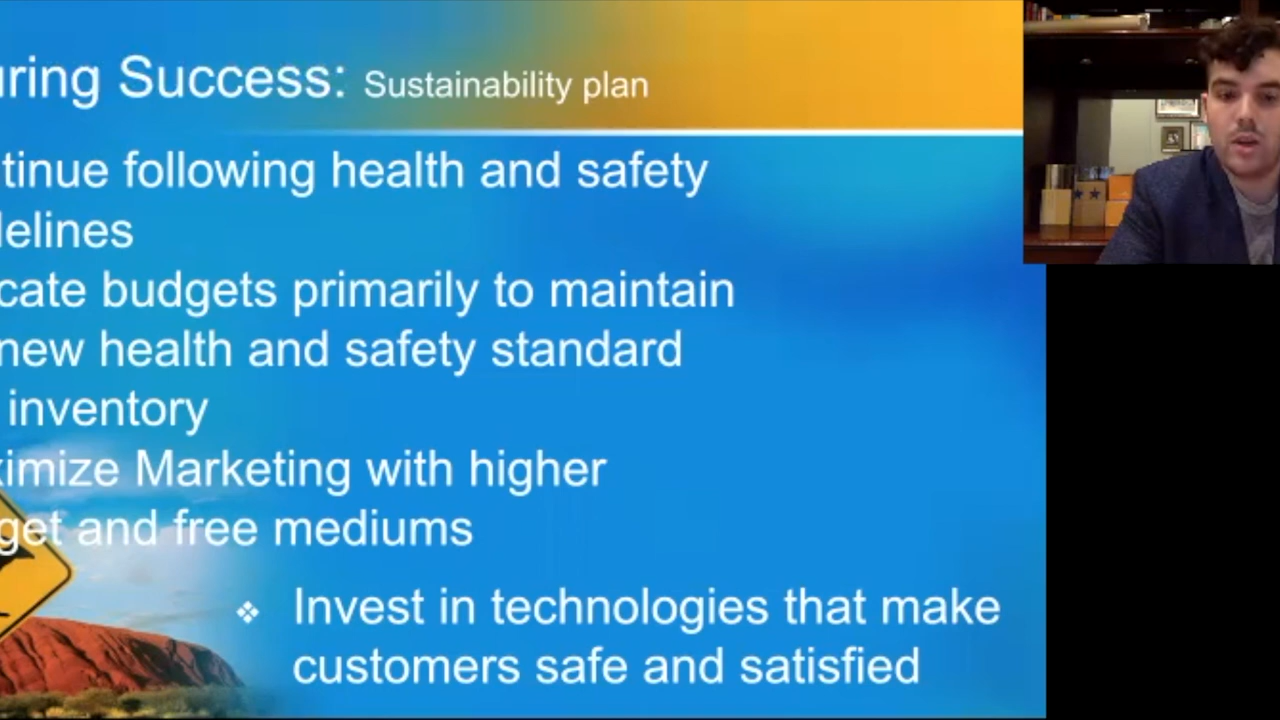 uring Success: Sustainability plan
tinue following health and safety
delines
cate budgets primarily to maintain
new health and safety standard
inventory
ximize Marketing with higher
get and free mediums
❖ Invest in technologies that make
customers safe and satisfied